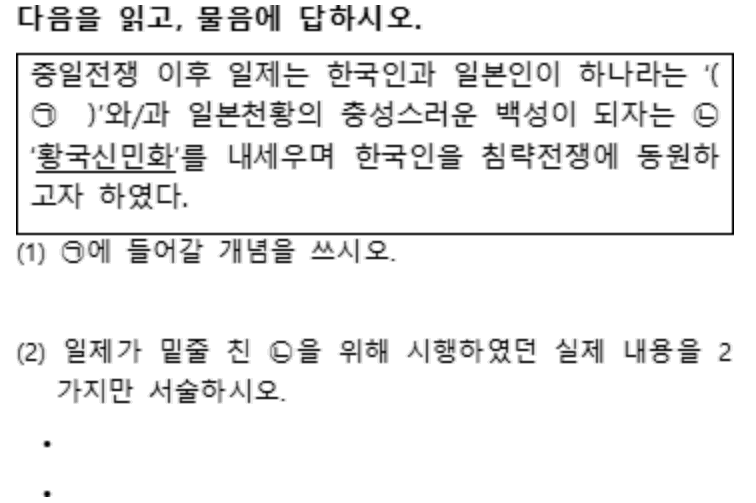 다음을 읽고, 물음에 답하시오.
중일전쟁 이후 일제는 한국인과 일본인이 하나라는 ‘(
㉠ )’와/과 일본천황의 충성스러운 백성이 되자는 ㉡
‘황국신민화’를 내세우며 한국인을 침략전쟁에 동원하
고자 하였다.
(1) ㉠에 들어갈 개념을 쓰시오.
(2) 일제가 밑줄 친 ㉡을 위해 시행하였던 실제 내용을 2
가지만 서술하시오.
•
•